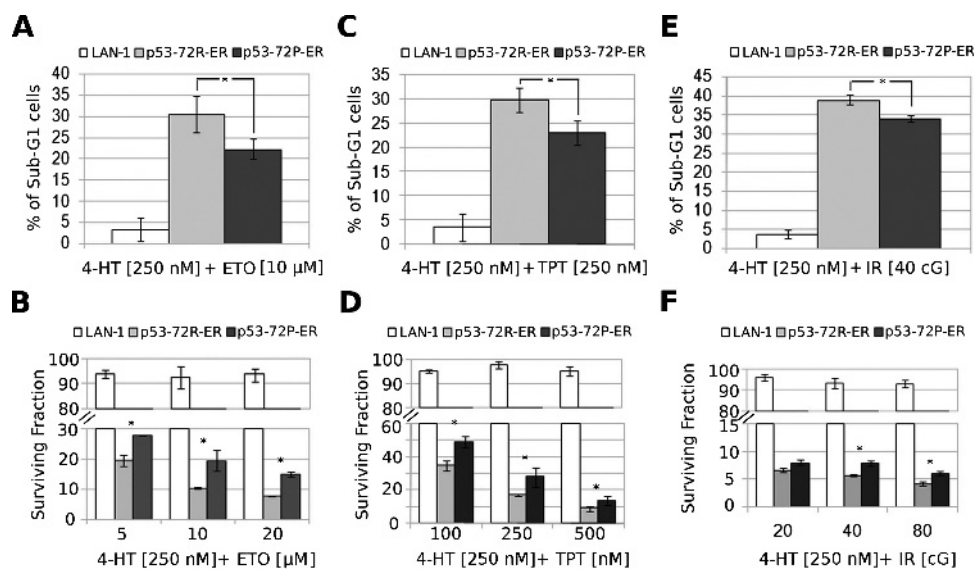 A
LAN-1 p53-72R-ER p53-72P-ER
% of Sub-G1 cells
40
35
30
25
20
15
10
5
0
*
4-HT [250 nM]+ ETO [10 µM]
C
LAN-1 p53-72R-ER p53-72P-ER
% of Sub-G1 cells
35
30
25
20
15
10
5
0
*
4-HT [250 nM]+TPT [250 nM]
E
LAN-1 p53-72R-ER p53-72P-ER
% of Sub-G1 cells
45
40
35
30
25
20
15
10
5
0
*
4-HT [250 nM]+ IR [40 cG]
B
LAN-1 p53-72R-ER p53-72P-ER
Surviving Fraction
100
90
80
30
20
10
0
* * *
5 10 20
4-HT [250 nM]+ ETO [µM]
D
LAN-1 p53-72R-ER p53-72P-ER
Surviving Fraction
100
90
80
60
40
20
0
* * *
100 250 500
4-HT [250 nM]+ TPT [nM]
F
LAN-1 p53-72R-ER p53-72P-ER
Surviving Fraction
100
90
80
15
10
5
0
* *
20 40 80
4-HT [250 nM]+ IR [cG]